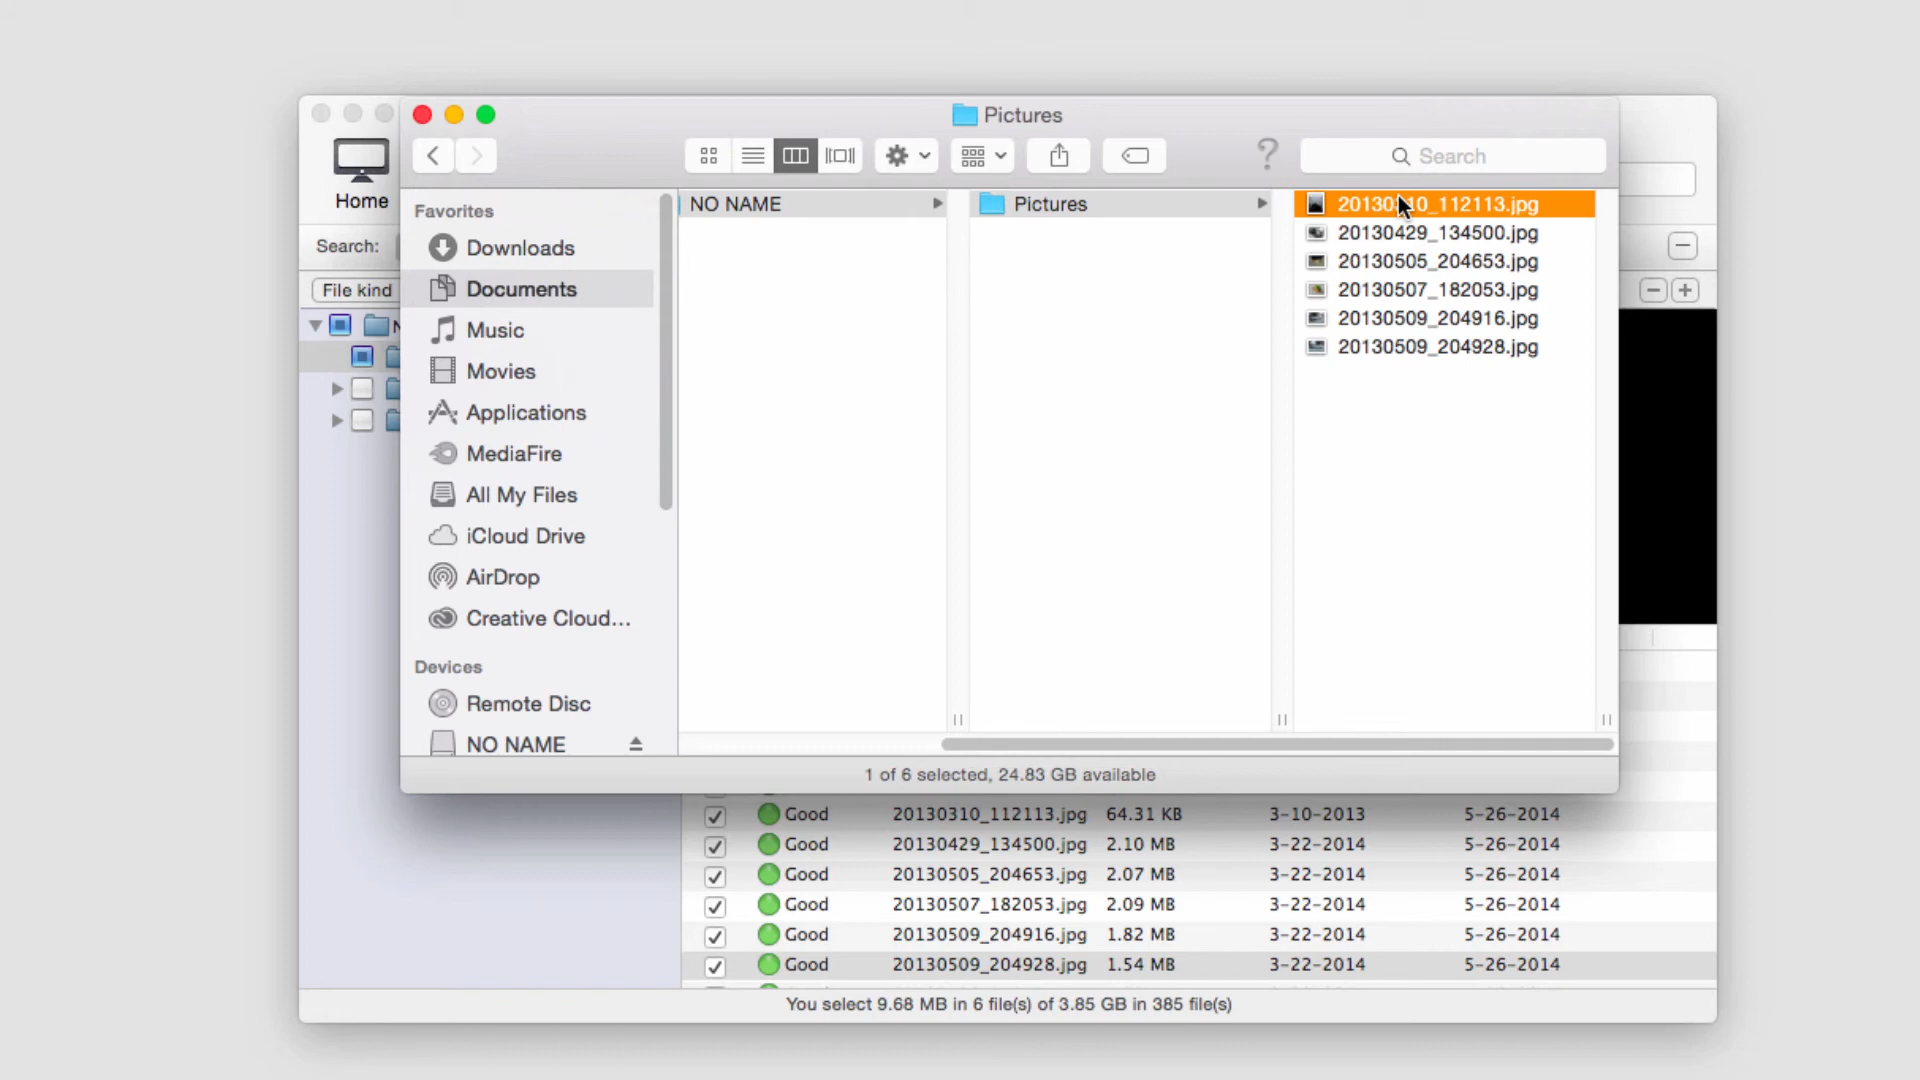 Pictures
Home
Search
Search:
File kind
N
Favorites
Downloads
Documents
Music
Movies
Applications
MediaFire
All My Files
iCloud Drive
AirDrop
Creative Cloud...
Devices
Remote Disc
NO NAME
NO NAME
Pictures
20130310_112113.jpg
20130429_134500.jpg
20130505_204653.jpg
20130507_182053.jpg
20130509_204916.jpg
20130509_204928.jpg
1 of 6 selected, 24.83 GB available
Good 20130310_112113.jpg 64.31 KB 3-10-2013 5-26-2014
Good 20130429_134500.jpg 2.10 MB 3-22-2014 5-26-2014
Good 20130505_204653.jpg 2.07 MB 3-22-2014 5-26-2014
Good 20130507_182053.jpg 2.09 MB 3-22-2014 5-26-2014
Good 20130509_204916.jpg 1.82 MB 3-22-2014 5-26-2014
Good 20130509_204928.jpg 1.54 MB 3-22-2014 5-26-2014
You select 9.68 MB in 6 file(s) of 3.85 GB in 385 file(s)